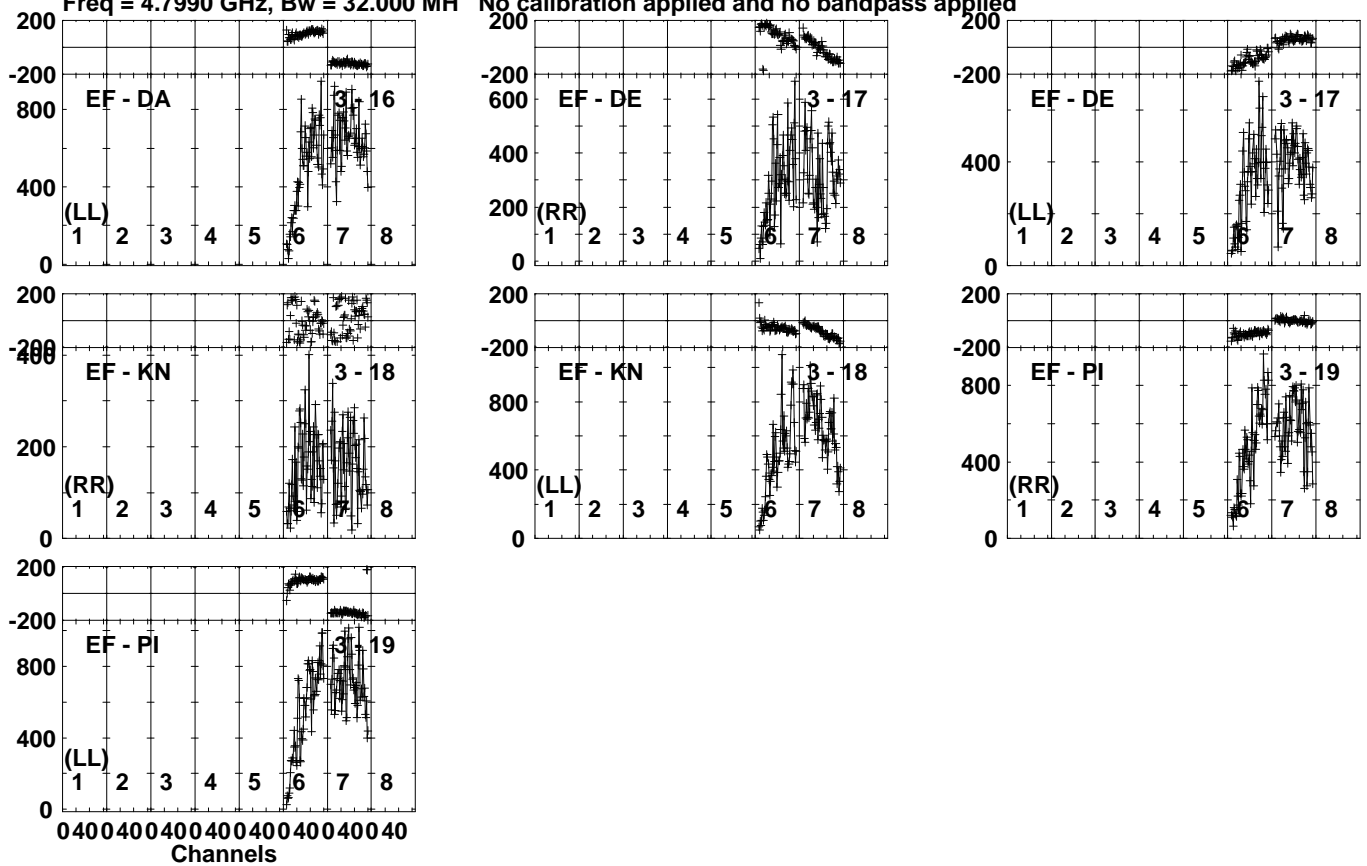 Freq = 4.7990 GHz, Bw = 32.000 MH No calibration applied and no bandpass applied
200
-200
EF - DA 3 - 16
800
400
(LL)
1 2 3 4 5 6 7 8
0
200
-200
EF - DE 3 - 17
600
400
200
(RR)
1 2 3 4 5 6 7 8
0
200
-200
EF - DE 3 - 17
400
(LL)
1 2 3 4 5 6 7 8
0
200
-200
400
EF - KN 3 - 18
200
(RR)
1 2 3 4 5 6 7 8
0
200
-200
EF - KN 3 - 18
800
400
(LL)
1 2 3 4 5 6 7 8
0
200
-200
EF - PI 3 - 19
800
400
(RR)
1 2 3 4 5 6 7 8
0
200
-200
EF - PI 3 - 19
800
400
(LL)
1 2 3 4 5 6 7 8
0
0 40 0 40 0 40 0 40 0 40 0 40 0 40 0 40
Channels